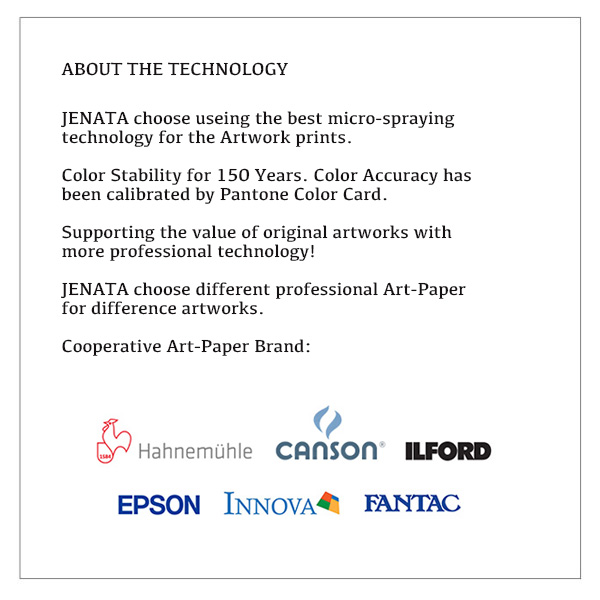 ABOUT THE TECHNOLOGY
JENATA choose useing the best micro-spraying
technology for the Artwork prints.
Color Stability for 150 Years. Color Accuracy has
been calibrated by Pantone Color Card.
Supporting the value of original artworks with
more professional technology!
JENATA choose different professional Art-Paper
for difference artworks.
Cooperative Art-Paper Brand:
1584 Hahnemühle CANSON® ILFORD
EPSON INNOVA FANTAC